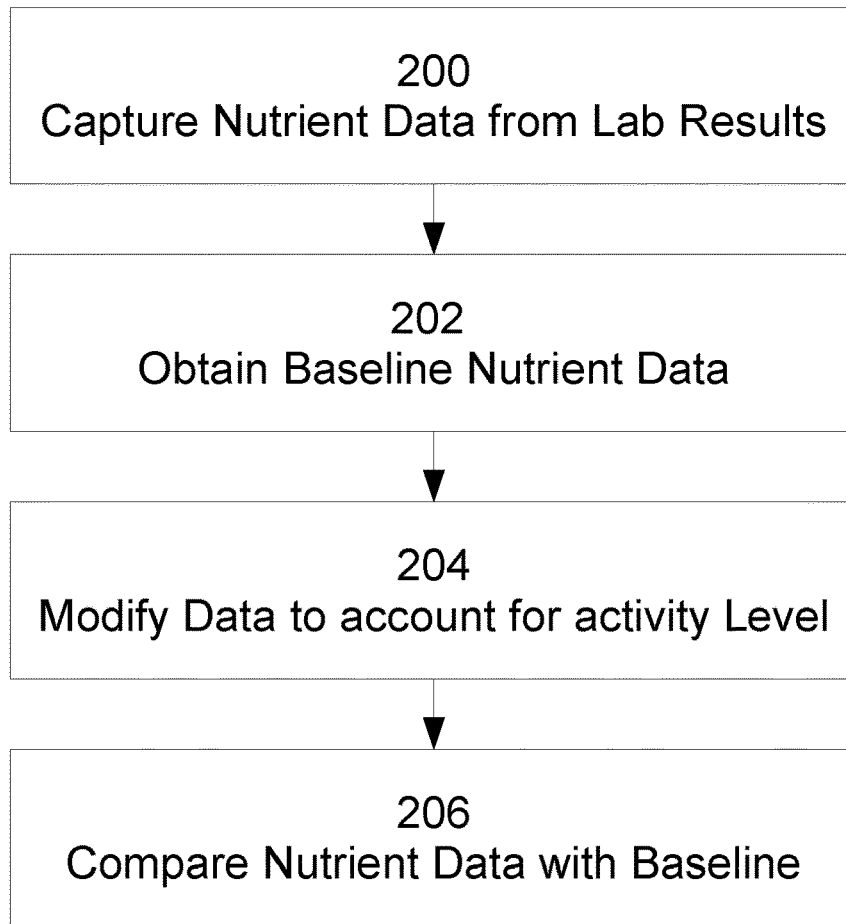 200
Capture Nutrient Data from Lab Results
202
Obtain Baseline Nutrient Data
204
Modify Data to account for activity Level
206
Compare Nutrient Data with Baseline